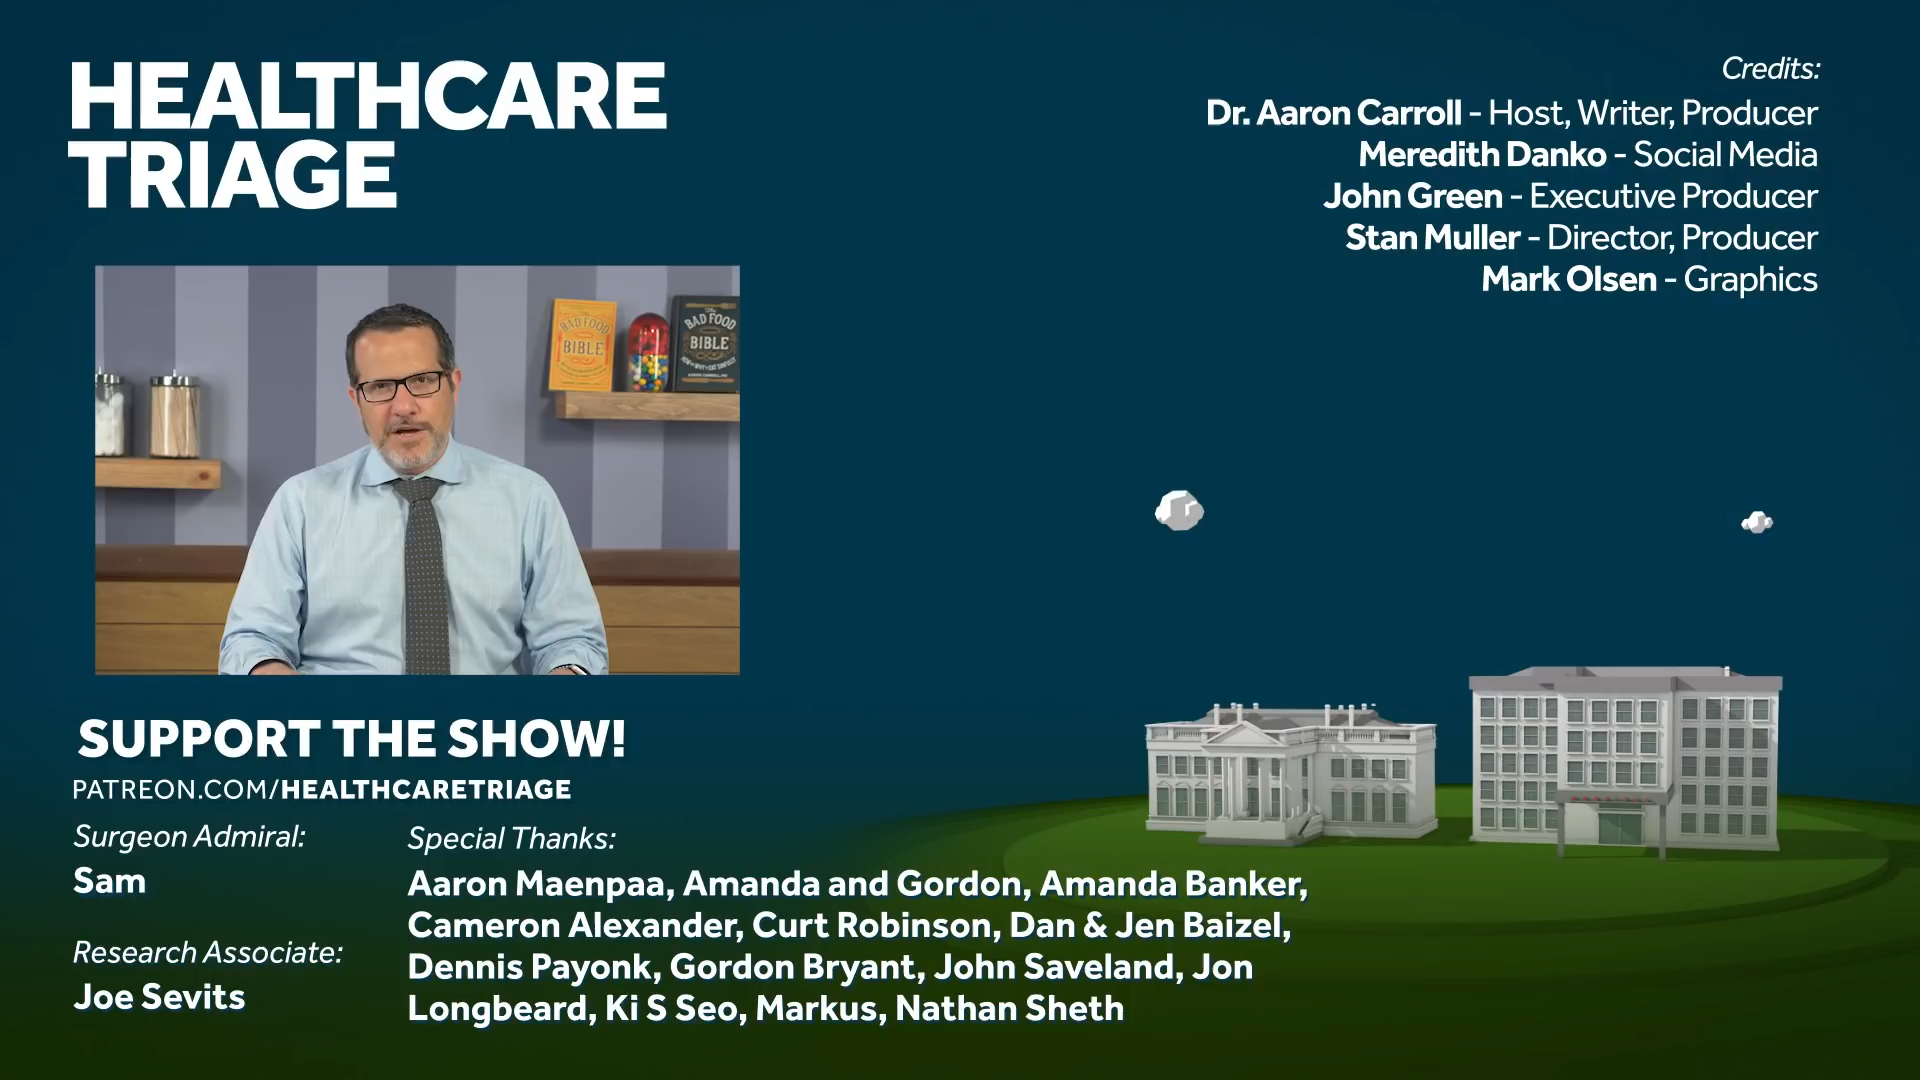 HEALTHCARE
TRIAGE
Credits:
Dr. Aaron Carroll - Host, Writer, Producer
Meredith Danko - Social Media
John Green - Executive Producer
Stan Muller - Director, Producer
Mark Olsen - Graphics
BAD FOOD
BIBLE
The
BAD FOOD
BIBLE
SUPPORT THE SHOW!
PATREON.COM/HEALTHCARETRIAGE
Surgeon Admiral:
Sam
Research Associate:
Joe Sevits
Special Thanks:
Aaron Maenpaa, Amanda and Gordon, Amanda Banker,
Cameron Alexander, Curt Robinson, Dan & Jen Baizel,
Dennis Payonk, Gordon Bryant, John Saveland, Jon
Longbeard, Ki S Seo, Markus, Nathan Sheth